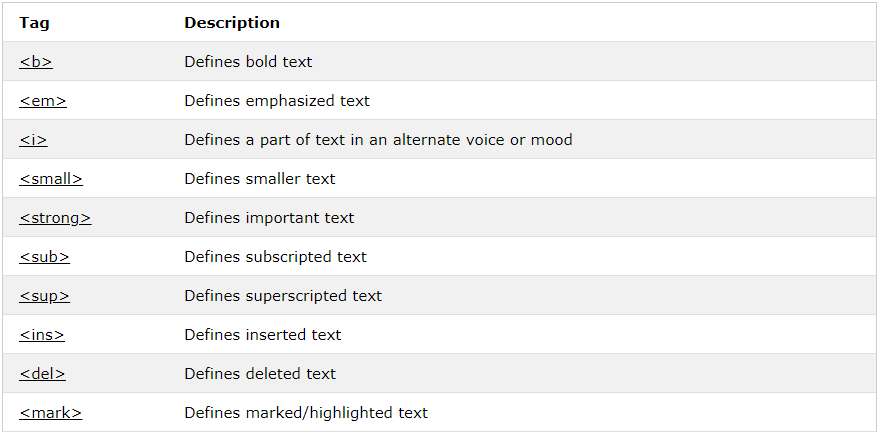 Tag Description
<b> Defines bold text
<em> Defines emphasized text
<i> Defines a part of text in an alternate voice or mood
<small> Defines smaller text
<strong> Defines important text
<sub> Defines subscripted text
<sup> Defines superscripted text
<ins> Defines inserted text
<del> Defines deleted text
<mark> Defines marked/highlighted text